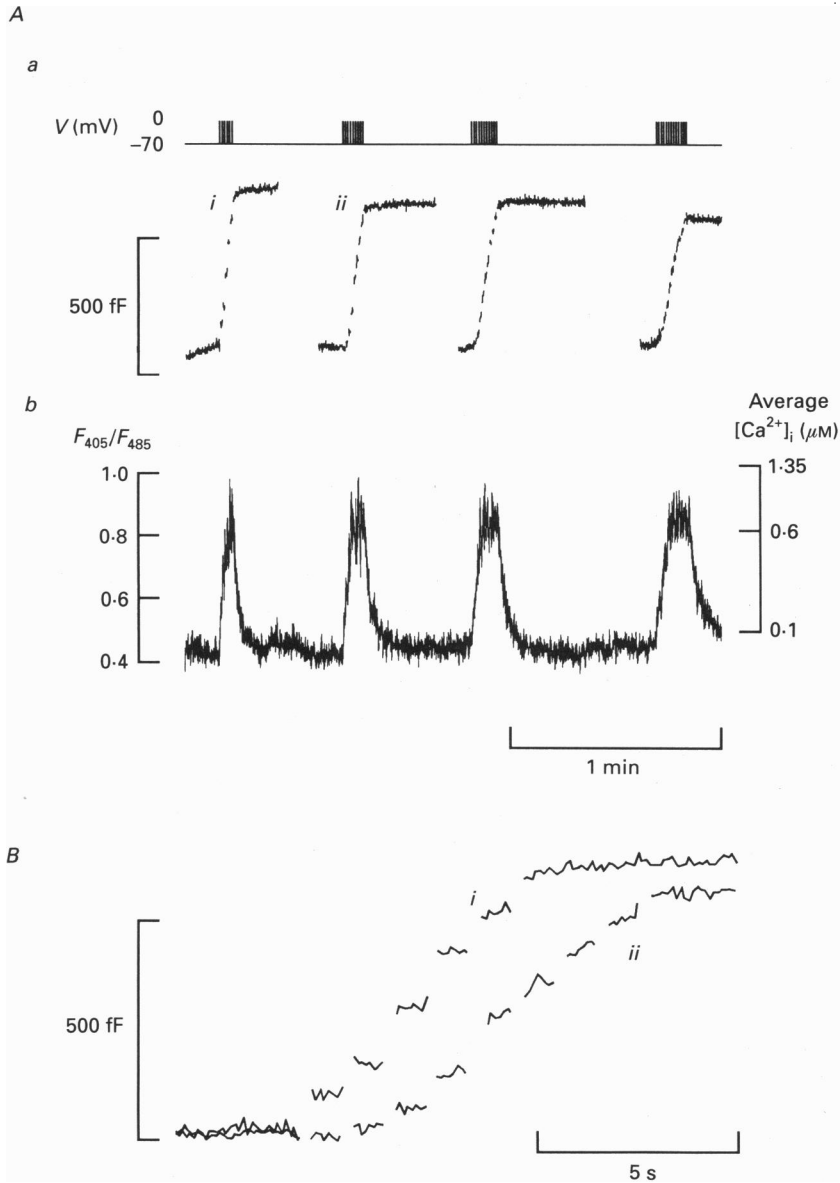 A
a
V (mV)
0
–70
i
ii
500 fF
b
F405/F485
1·0
0·8
0·6
0·4
Average
[Ca2+]i (μM)
1·35
0·6
0·1
1 min
B
i
ii
500 fF
5 s